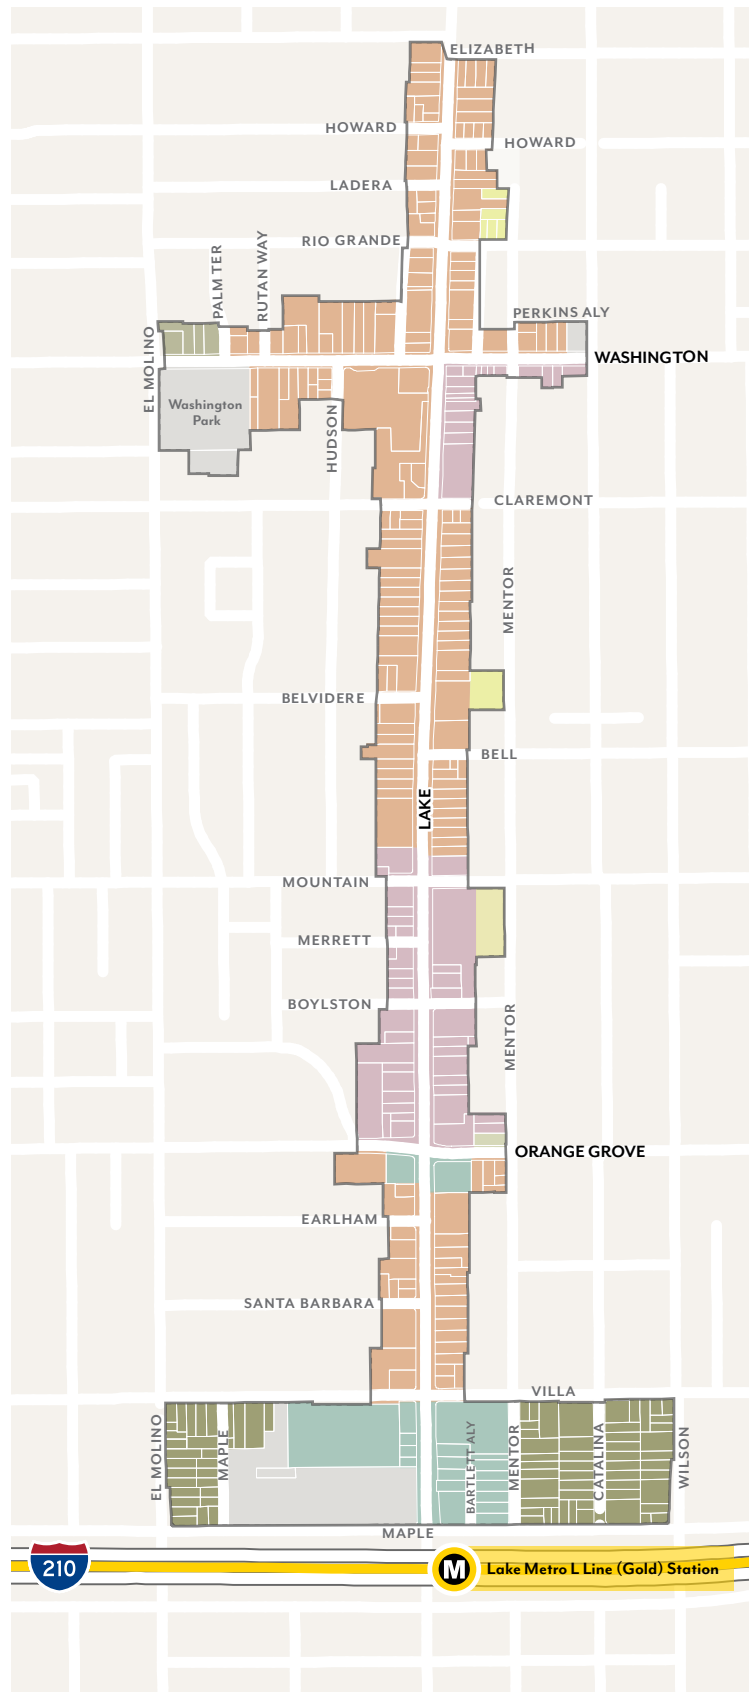 ELIZABETH
HOWARD
HOWARD
LADERA
RIO GRANDE
PALM TER
RUTAN WAY
PERKINS ALY
EL MOLINO
WASHINGTON
Washington
Park
HUDSON
CLAREMONT
MENTOR
BELVIDERE
BELL
LAKE
MOUNTAIN
MERRETT
BOYLSTON
MENTOR
ORANGE GROVE
EARLHAM
SANTA BARBARA
VILLA
EL MOLINO
MAPLE
BARTLETT ALY
MENTOR
CATALINA
WILSON
MAPLE
210
M
Lake Metro L Line (Gold) Station